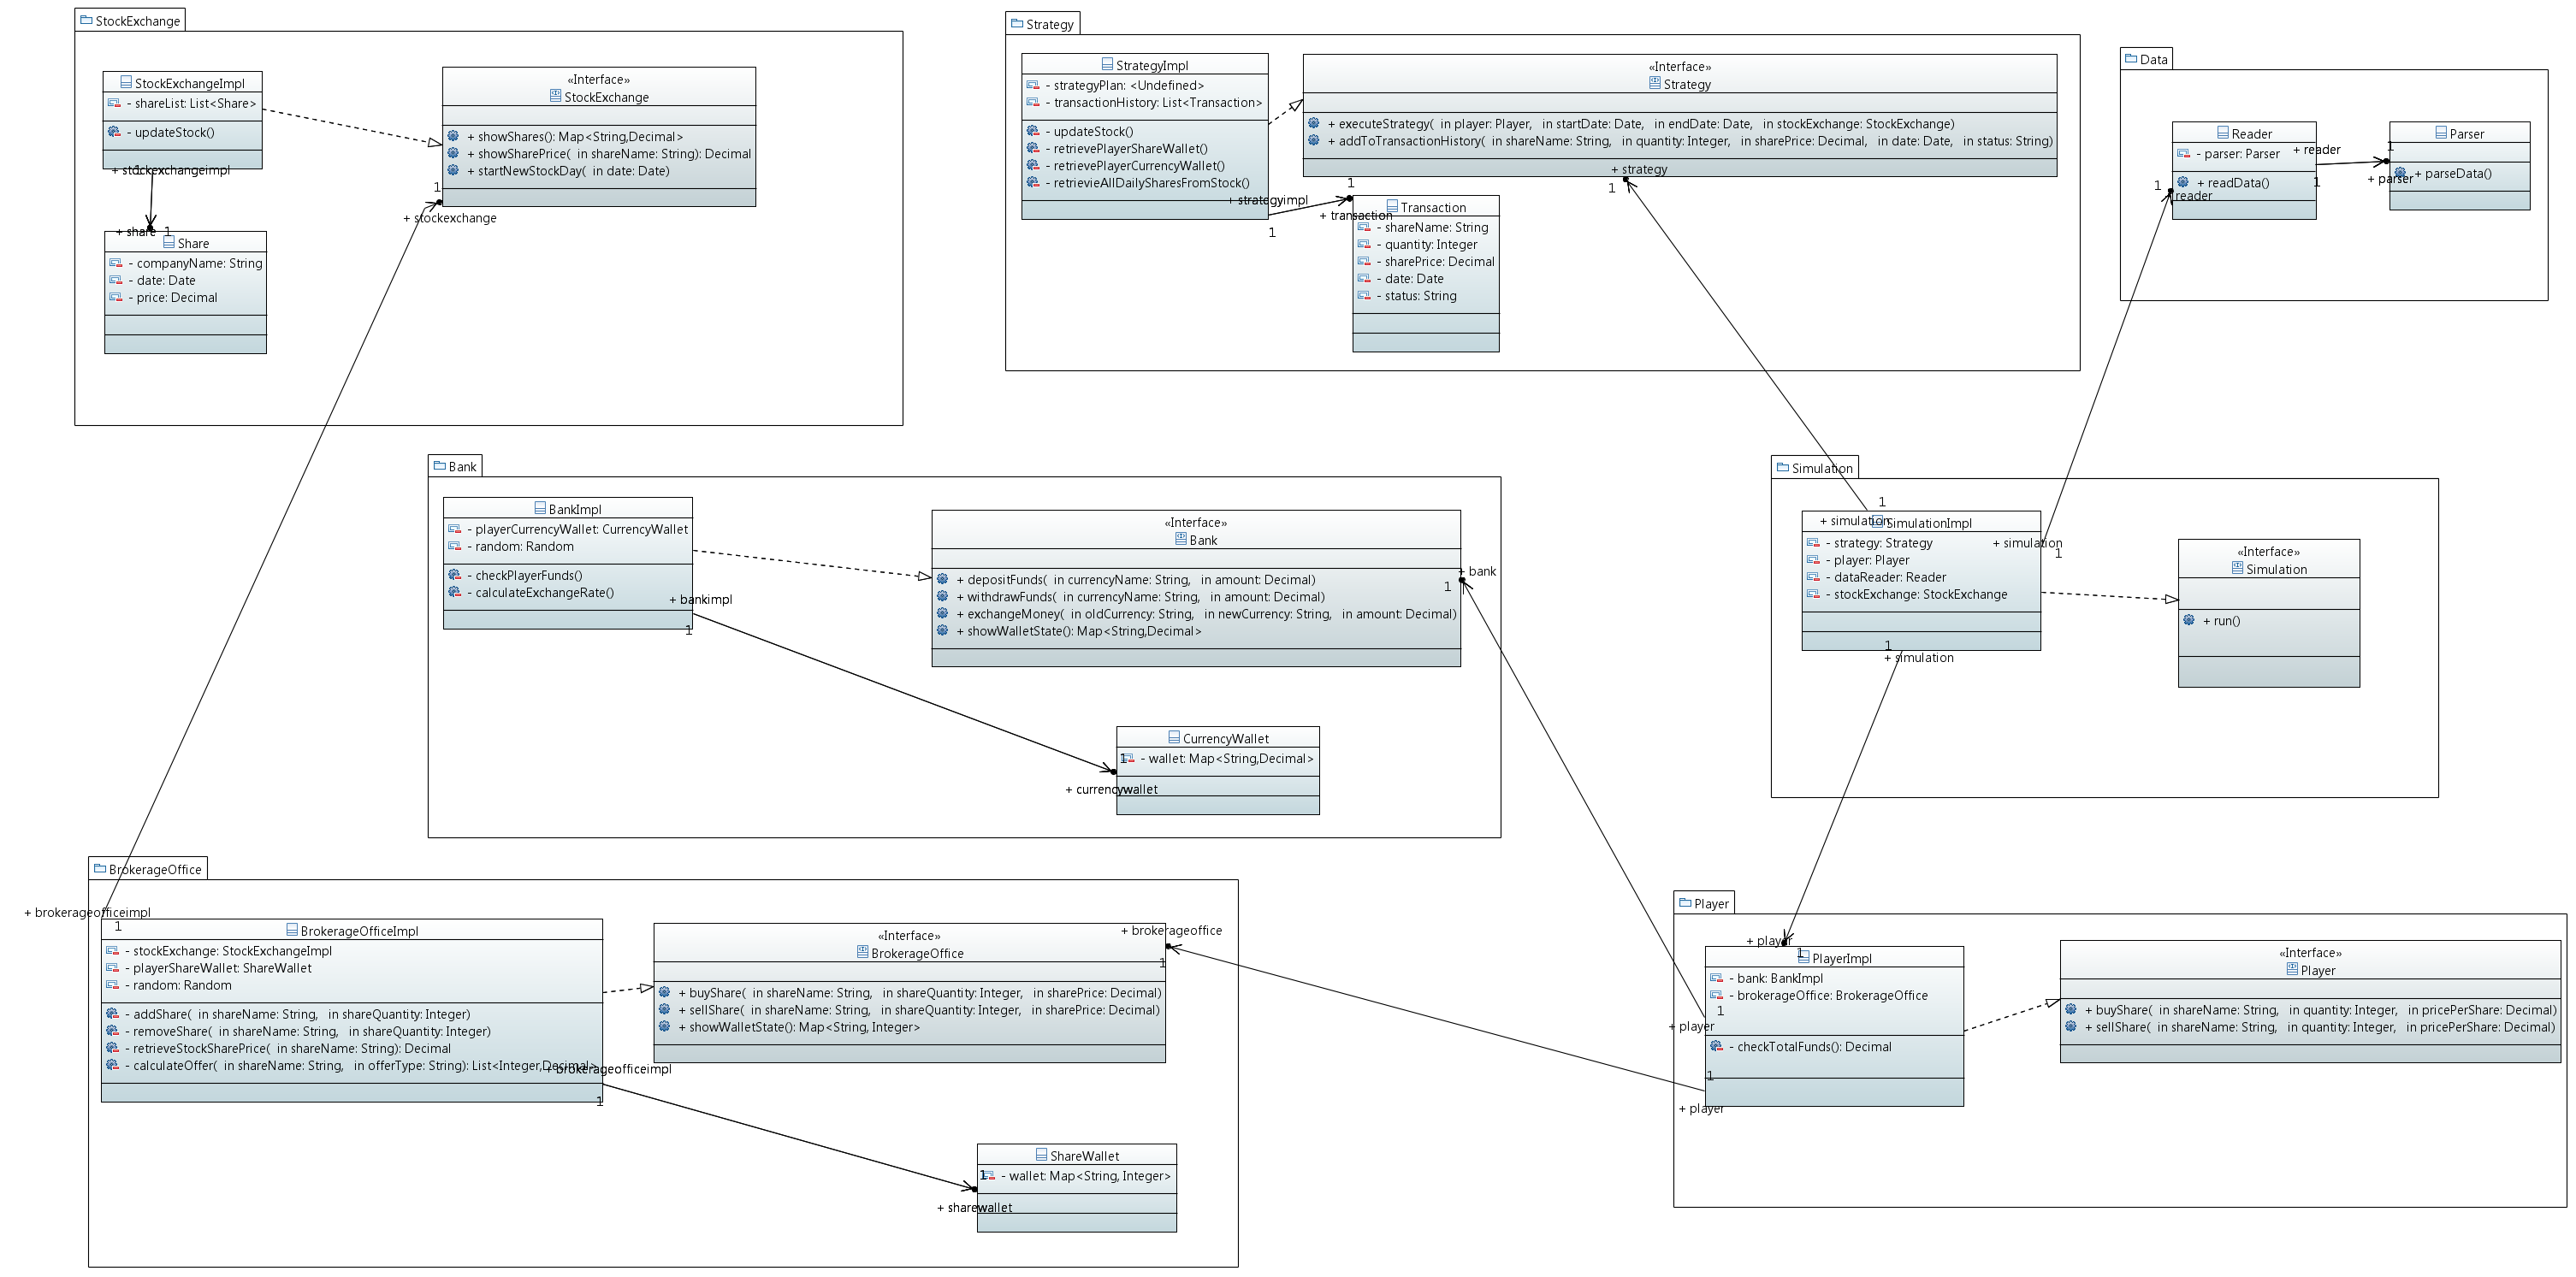 StockExchange
StockExchangeImpl
- shareList: List<Share>
- updateStock()
1
+ stockexchangeimpl
«Interface»
StockExchange
+ showShares(): Map<String,Decimal>
+ showSharePrice(  in shareName: String): Decimal
+ startNewStockDay(  in date: Date)
1
+ stockexchange
+ share
1
Share
- companyName: String
- date: Date
- price: Decimal
Strategy
StrategyImpl
- strategyPlan: <Undefined>
- transactionHistory: List<Transaction>
- updateStock()
- retrievePlayerShareWallet()
- retrievePlayerCurrencyWallet()
- retrievieAllDailySharesFromStock()
«Interface»
Strategy
+ executeStrategy(  in player: Player,   in startDate: Date,   in endDate: Date,   in stockExchange: StockExchange)
+ addToTransactionHistory(  in shareName: String,   in quantity: Integer,   in sharePrice: Decimal,   in date: Date,   in status: String)
+ strategy
1
1
+ strategyimpl
1
+ transaction
Transaction
- shareName: String
- quantity: Integer
- sharePrice: Decimal
- date: Date
- status: String
Data
Reader
- parser: Parser
+ readData()
+ reader
1
1
reader
Parser
+ parseData()
1
+ parser
Bank
BankImpl
- playerCurrencyWallet: CurrencyWallet
- random: Random
- checkPlayerFunds()
- calculateExchangeRate()
+ bankimpl
1
«Interface»
Bank
+ depositFunds(  in currencyName: String,   in amount: Decimal)
+ withdrawFunds(  in currencyName: String,   in amount: Decimal)
+ exchangeMoney(  in oldCurrency: String,   in newCurrency: String,   in amount: Decimal)
+ showWalletState(): Map<String,Decimal>
+ bank
1
CurrencyWallet
1
- wallet: Map<String,Decimal>
+ currencywallet
Simulation
1
+ simulation
SimulationImpl
- strategy: Strategy
- player: Player
- dataReader: Reader
- stockExchange: StockExchange
+ simulation
1
1
+ simulation
«Interface»
Simulation
+ run()
BrokerageOffice
+ brokerageofficeimpl
1
BrokerageOfficeImpl
- stockExchange: StockExchangeImpl
- playerShareWallet: ShareWallet
- random: Random
- addShare(  in shareName: String,   in shareQuantity: Integer)
- removeShare(  in shareName: String,   in shareQuantity: Integer)
- retrieveStockSharePrice(  in shareName: String): Decimal
- calculateOffer(  in shareName: String,   in offerType: String): List<Integer,Decimal>
+ brokerageofficeimpl
1
«Interface»
BrokerageOffice
+ buyShare(  in shareName: String,   in shareQuantity: Integer,   in sharePrice: Decimal)
+ sellShare(  in shareName: String,   in shareQuantity: Integer,   in sharePrice: Decimal)
+ showWalletState(): Map<String, Integer>
+ brokerageoffice
1
ShareWallet
1
- wallet: Map<String, Integer>
+ sharewallet
Player
+ player
1
PlayerImpl
- bank: BankImpl
- brokerageOffice: BrokerageOffice
1
+ player
- checkTotalFunds(): Decimal
1
+ player
«Interface»
Player
+ buyShare(  in shareName: String,   in quantity: Integer,   in pricePerShare: Decimal)
+ sellShare(  in shareName: String,   in quantity: Integer,   in pricePerShare: Decimal)